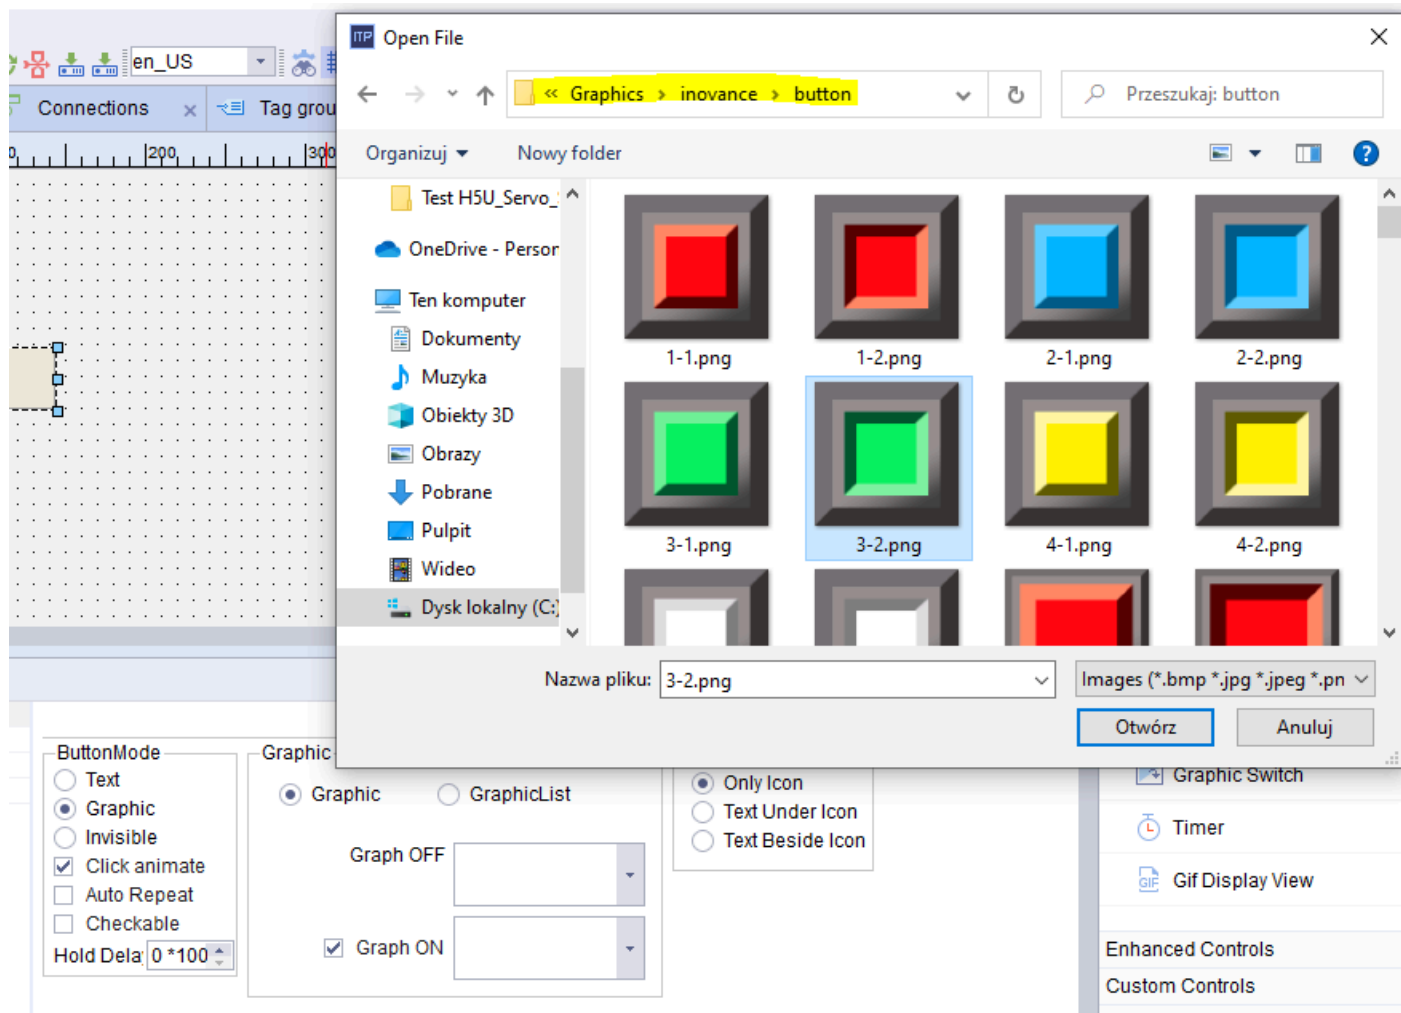 ITP Open File
en_US
« Graphics > inovance > button
Przeszukaj: button
Connections x Tag grou
Organizuj Nowy folder
200 300
Test H5U_Servo_
OneDrive - Person
Ten komputer
Dokumenty
Muzyka
Obiekty 3D
Obrazy
Pobrane
Pulpit
Wideo
Dysk lokalny (C:)
1-1.png 1-2.png 2-1.png 2-2.png
3-1.png 3-2.png 4-1.png 4-2.png
Nazwa pliku: 3-2.png Images (*.bmp *.jpg *.jpeg *.pn
Otwórz Anuluj
ButtonMode
Text
Graphic
Invisible
Click animate
Auto Repeat
Checkable
Hold Dela 0 *100
Graphic
Graphic GraphicList
Graph OFF
Graph ON
Only Icon
Text Under Icon
Text Beside Icon
Graphic Switch
Timer
GIF Gif Display View
Enhanced Controls
Custom Controls